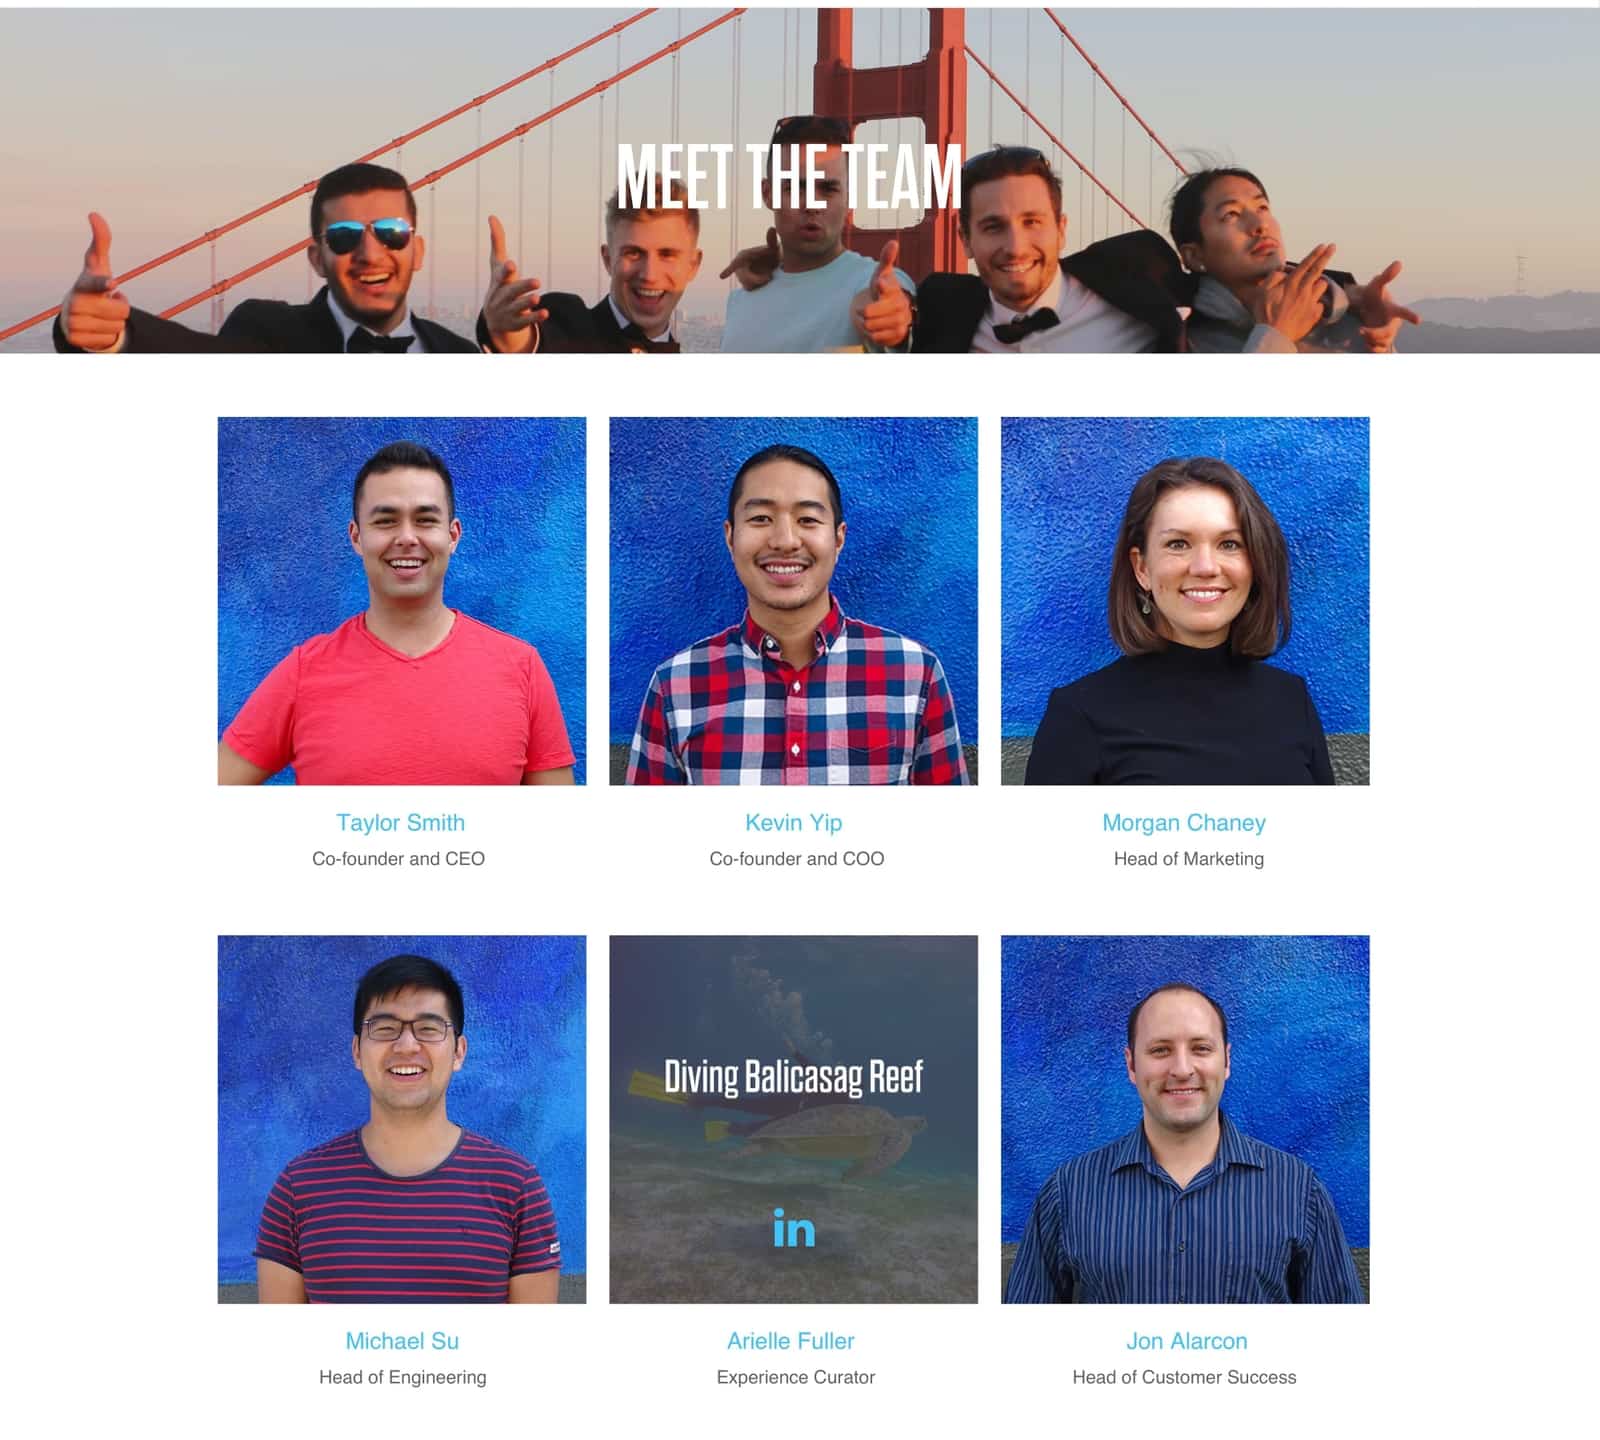 MEET THE TEAM
Taylor Smith
Co-founder and CEO
Kevin Yip
Co-founder and COO
Morgan Chaney
Head of Marketing
Michael Su
Head of Engineering
Diving Balicasag Reef
in
Arielle Fuller
Experience Curator
Jon Alarcon
Head of Customer Success